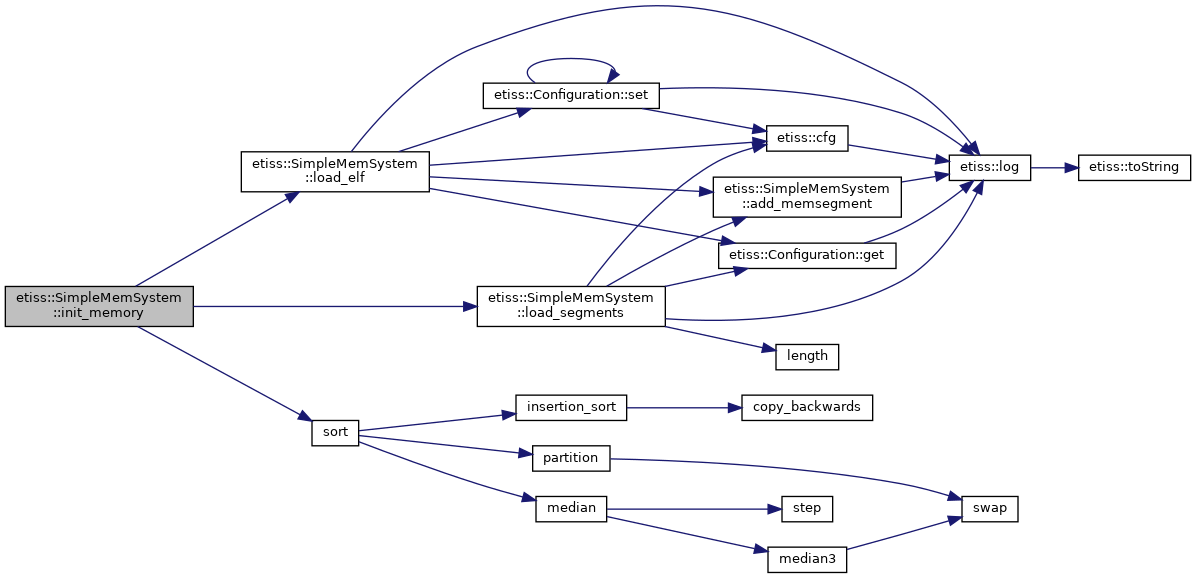 etiss::SimpleMemSystem
::init_memory
etiss::SimpleMemSystem
::load_elf
etiss::Configuration::set
etiss::cfg
etiss::log
etiss::toString
etiss::SimpleMemSystem
::add_memsegment
etiss::Configuration::get
etiss::SimpleMemSystem
::load_segments
length
sort
insertion_sort
copy_backwards
partition
median
step
swap
median3